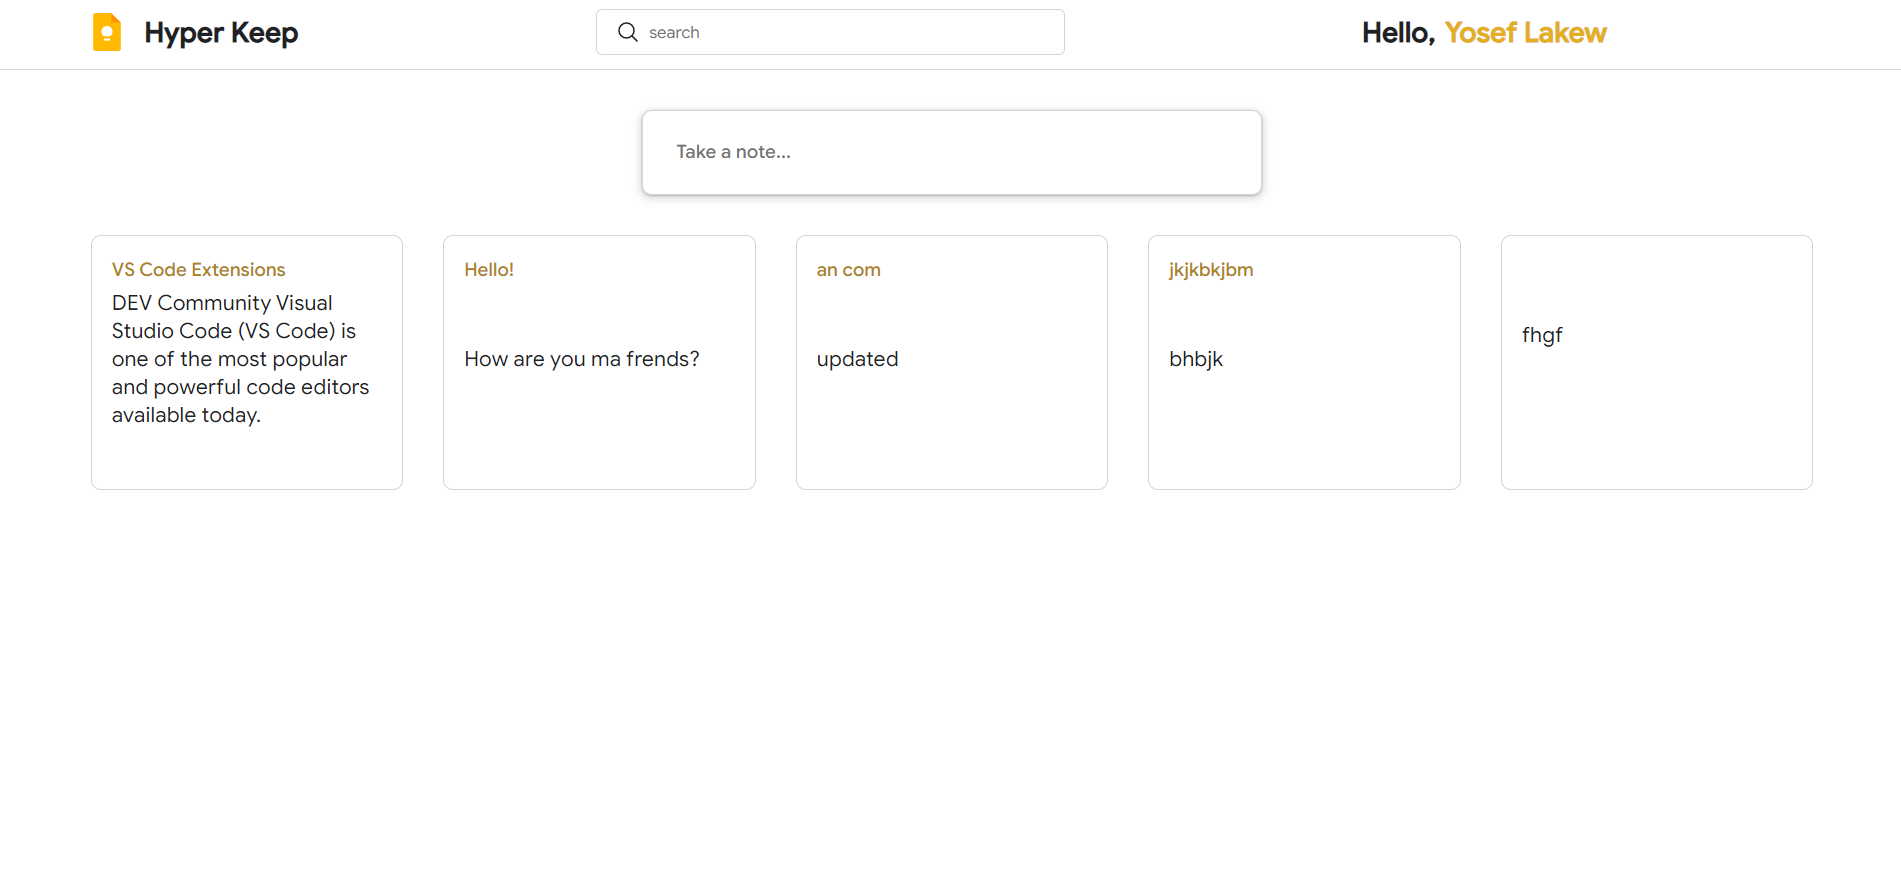 Hyper Keep
search
Hello, Yosef Lakew
Take a note...
VS Code Extensions
DEV Community Visual
Studio Code (VS Code) is
one of the most popular
and powerful code editors
available today.
Hello!
How are you ma frends?
an com
updated
jkjkbkjbm
bhbjk
fhgf